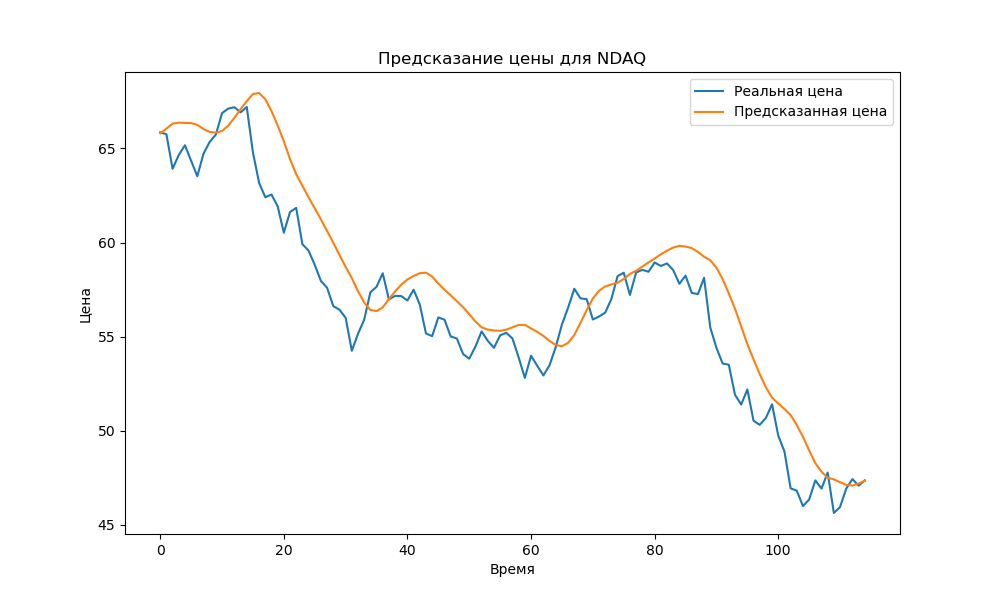 Предсказание цены для NDAQ
Реальная цена
Предсказанная цена
Цена
65
60
55
50
45
0 20 40 60 80 100
Время